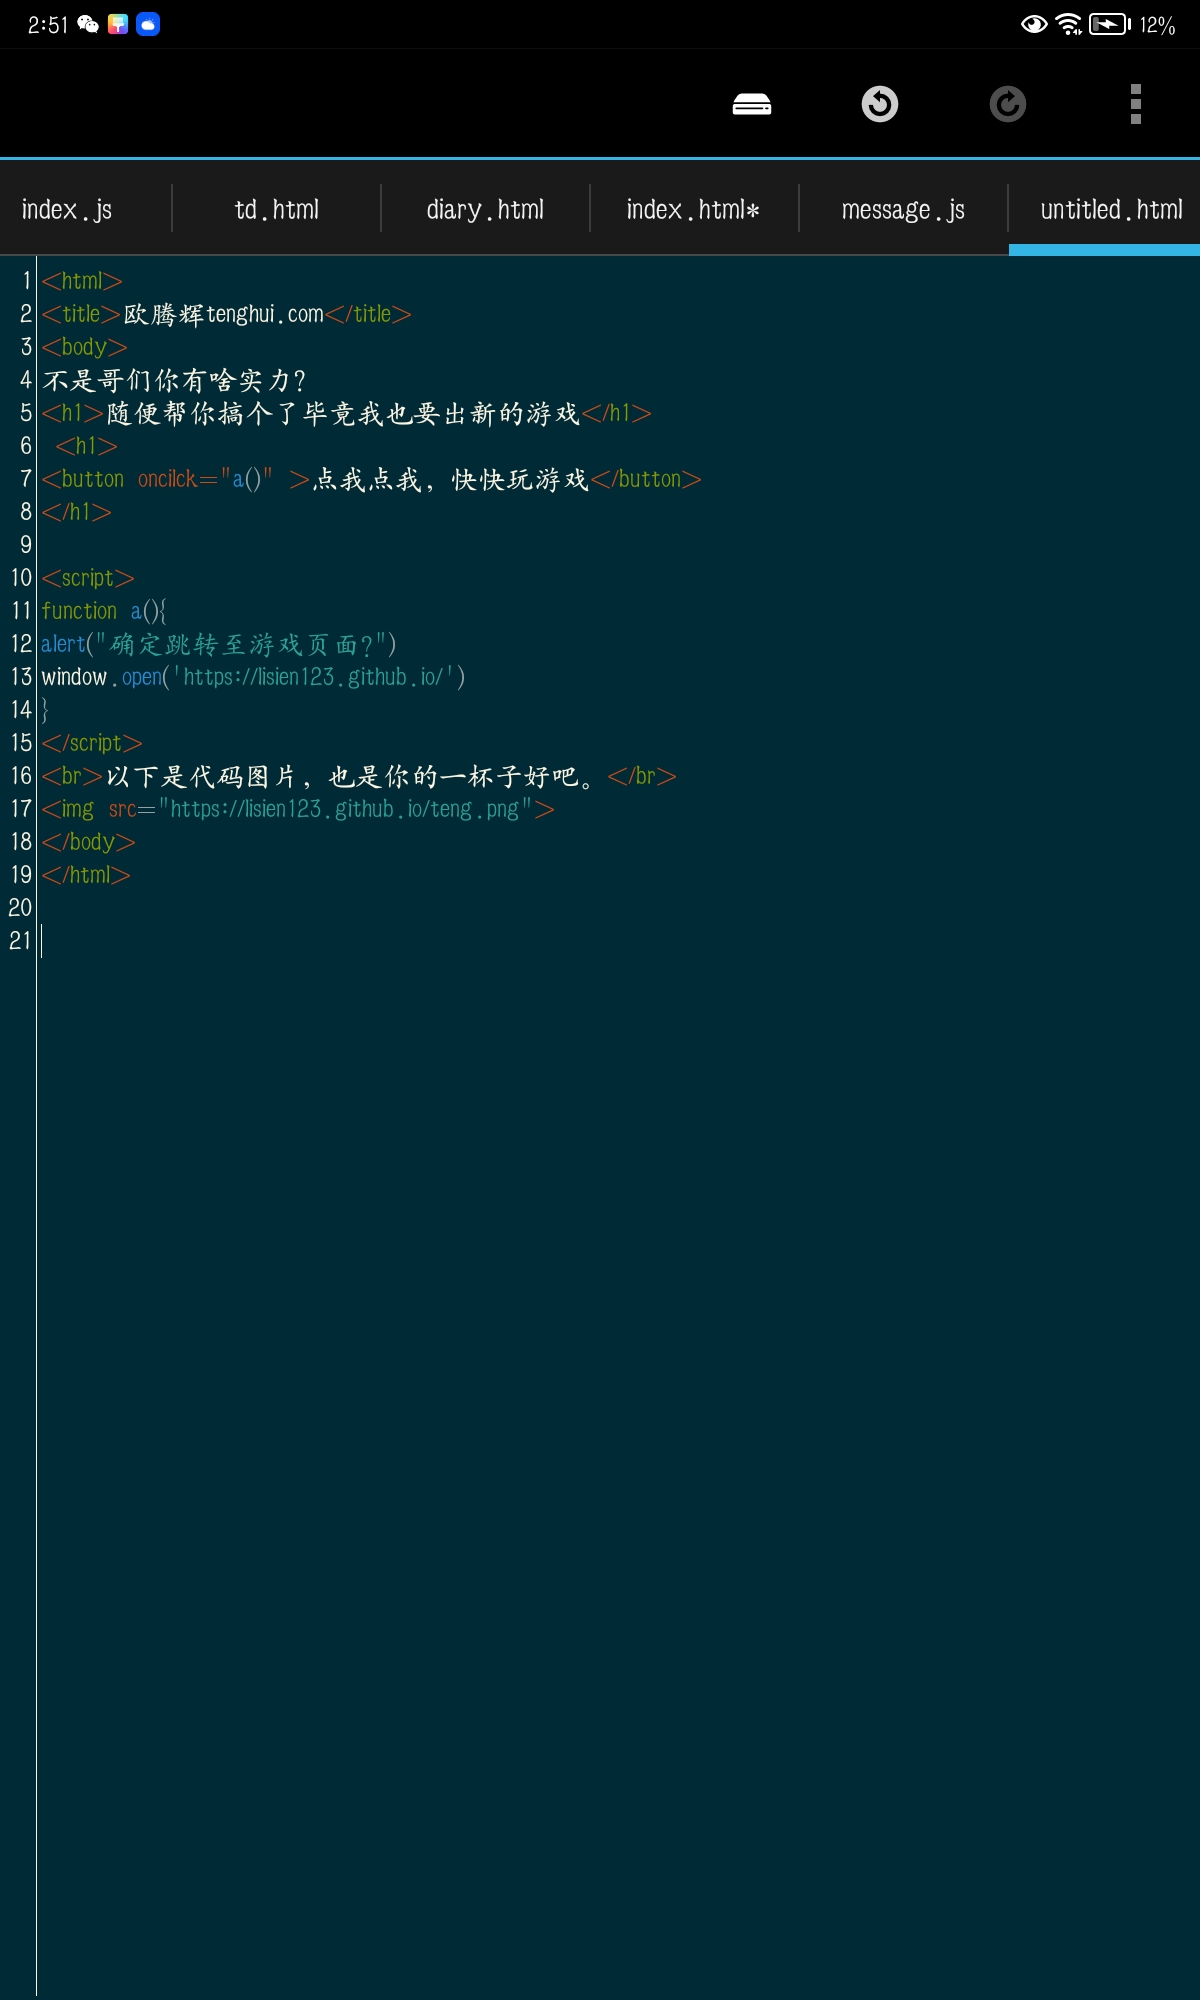 2:51 12%
index.js td.html diary.html index.html* message.js untitled.html
1 <html>
2 <title>欧腾辉tenghui.com</title>
3 <body>
4 不是哥们你有啥实力?
5 <h1>随便帮你搞个了毕竟我也要出新的游戏</h1>
6 <h1>
7 <button oncilck="a()" >点我点我，快快玩游戏</button>
8 </h1>
9
10 <script>
11 function a(){
12 alert("确定跳转至游戏页面?")
13 window.open('https://lisien123.github.io/')
14 }
15 </script>
16 <br>以下是代码图片，也是你的一杯子好吧。</br>
17 <img src="https://lisien123.github.io/teng.png">
18 </body>
19 </html>
20
21